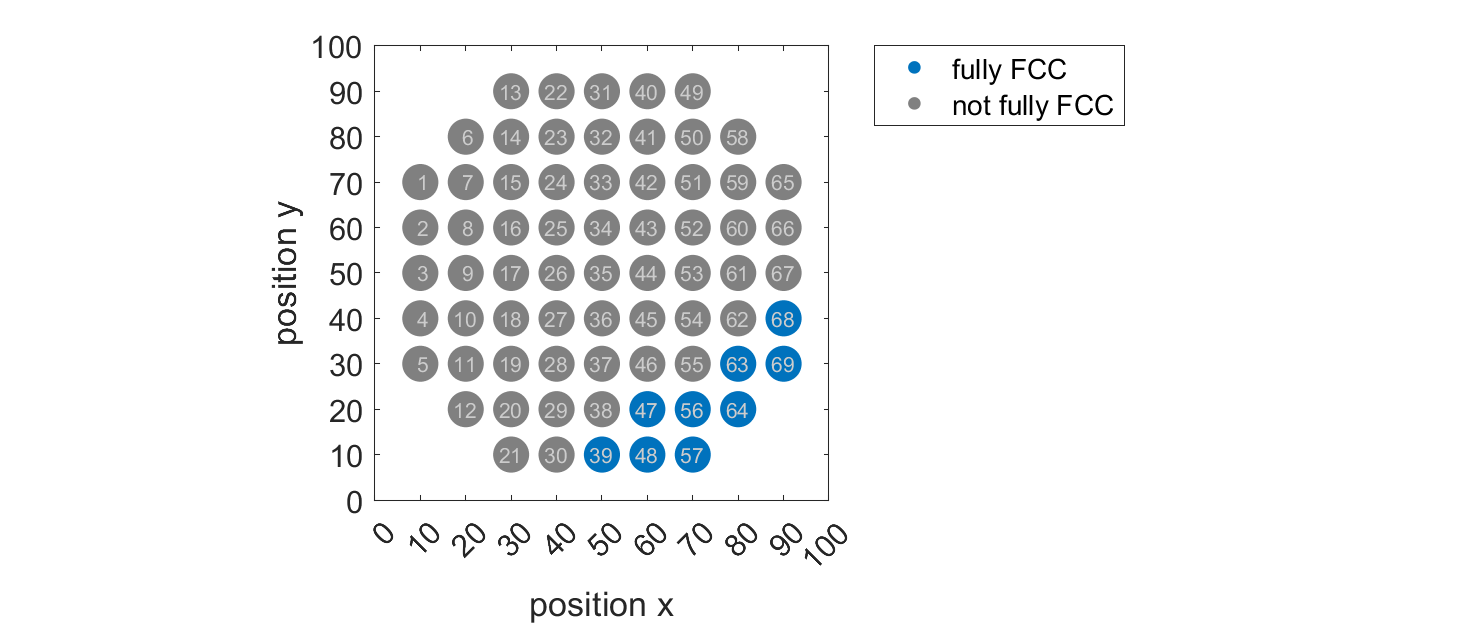 100
fully FCC
not fully FCC
90 13 22 31 40 49
80 6 14 23 32 41 50 58
70 1 7 15 24 33 42 51 59 65
60 2 8 16 25 34 43 52 60 66
50 3 9 17 26 35 44 53 61 67
40 4 10 18 27 36 45 54 62 68
30 5 11 19 28 37 46 55 63 69
20 12 20 29 38 47 56 64
10 21 30 39 48 57
0
position y
0 10 20 30 40 50 60 70 80 90 100
position x